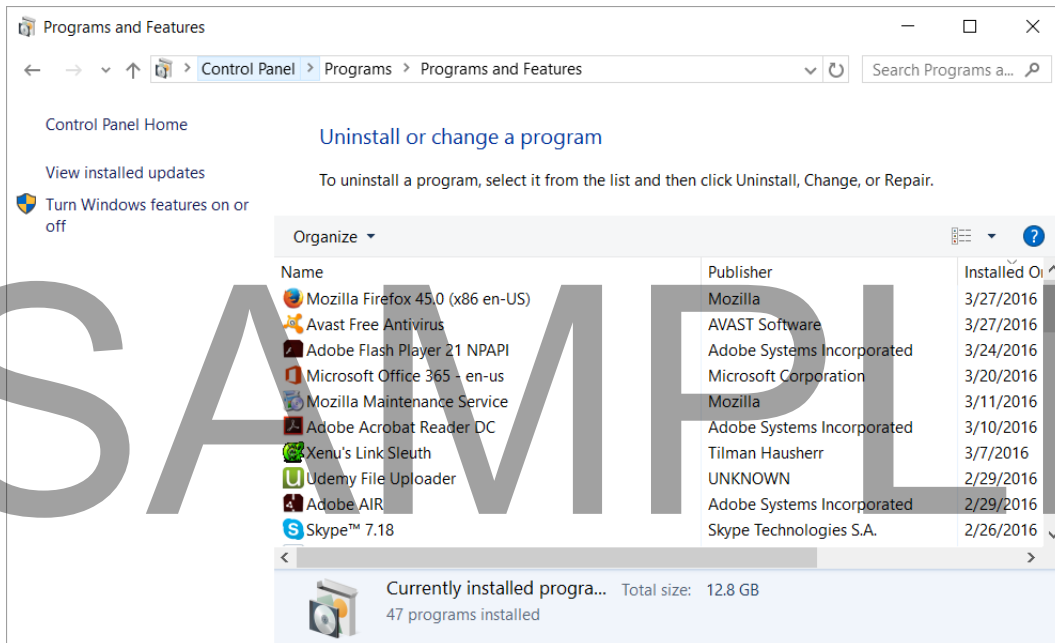 Programs and Features
Control Panel > Programs > Programs and Features
Search Programs a...
Control Panel Home
View installed updates
Turn Windows features on or
off
Uninstall or change a program
To uninstall a program, select it from the list and then click Uninstall, Change, or Repair.
Organize
?
Name Publisher Installed
Mozilla Firefox 45.0 (x86 en-US) Mozilla 3/27/2016
Avast Free Antivirus AVAST Software 3/27/2016
Adobe Flash Player 21 NPAPI Adobe Systems Incorporated 3/24/2016
Microsoft Office 365 - en-us Microsoft Corporation 3/20/2016
Mozilla Maintenance Service Mozilla 3/11/2016
Adobe Acrobat Reader DC Adobe Systems Incorporated 3/10/2016
Xenu's Link Sleuth Tilman Hausherr 3/7/2016
Udemy File Uploader UNKNOWN 2/29/2016
Adobe AIR Adobe Systems Incorporated 2/29/2016
Skype™ 7.18 Skype Technologies S.A. 2/26/2016
SAMPL
Currently installed progra... Total size: 12.8 GB
47 programs installed